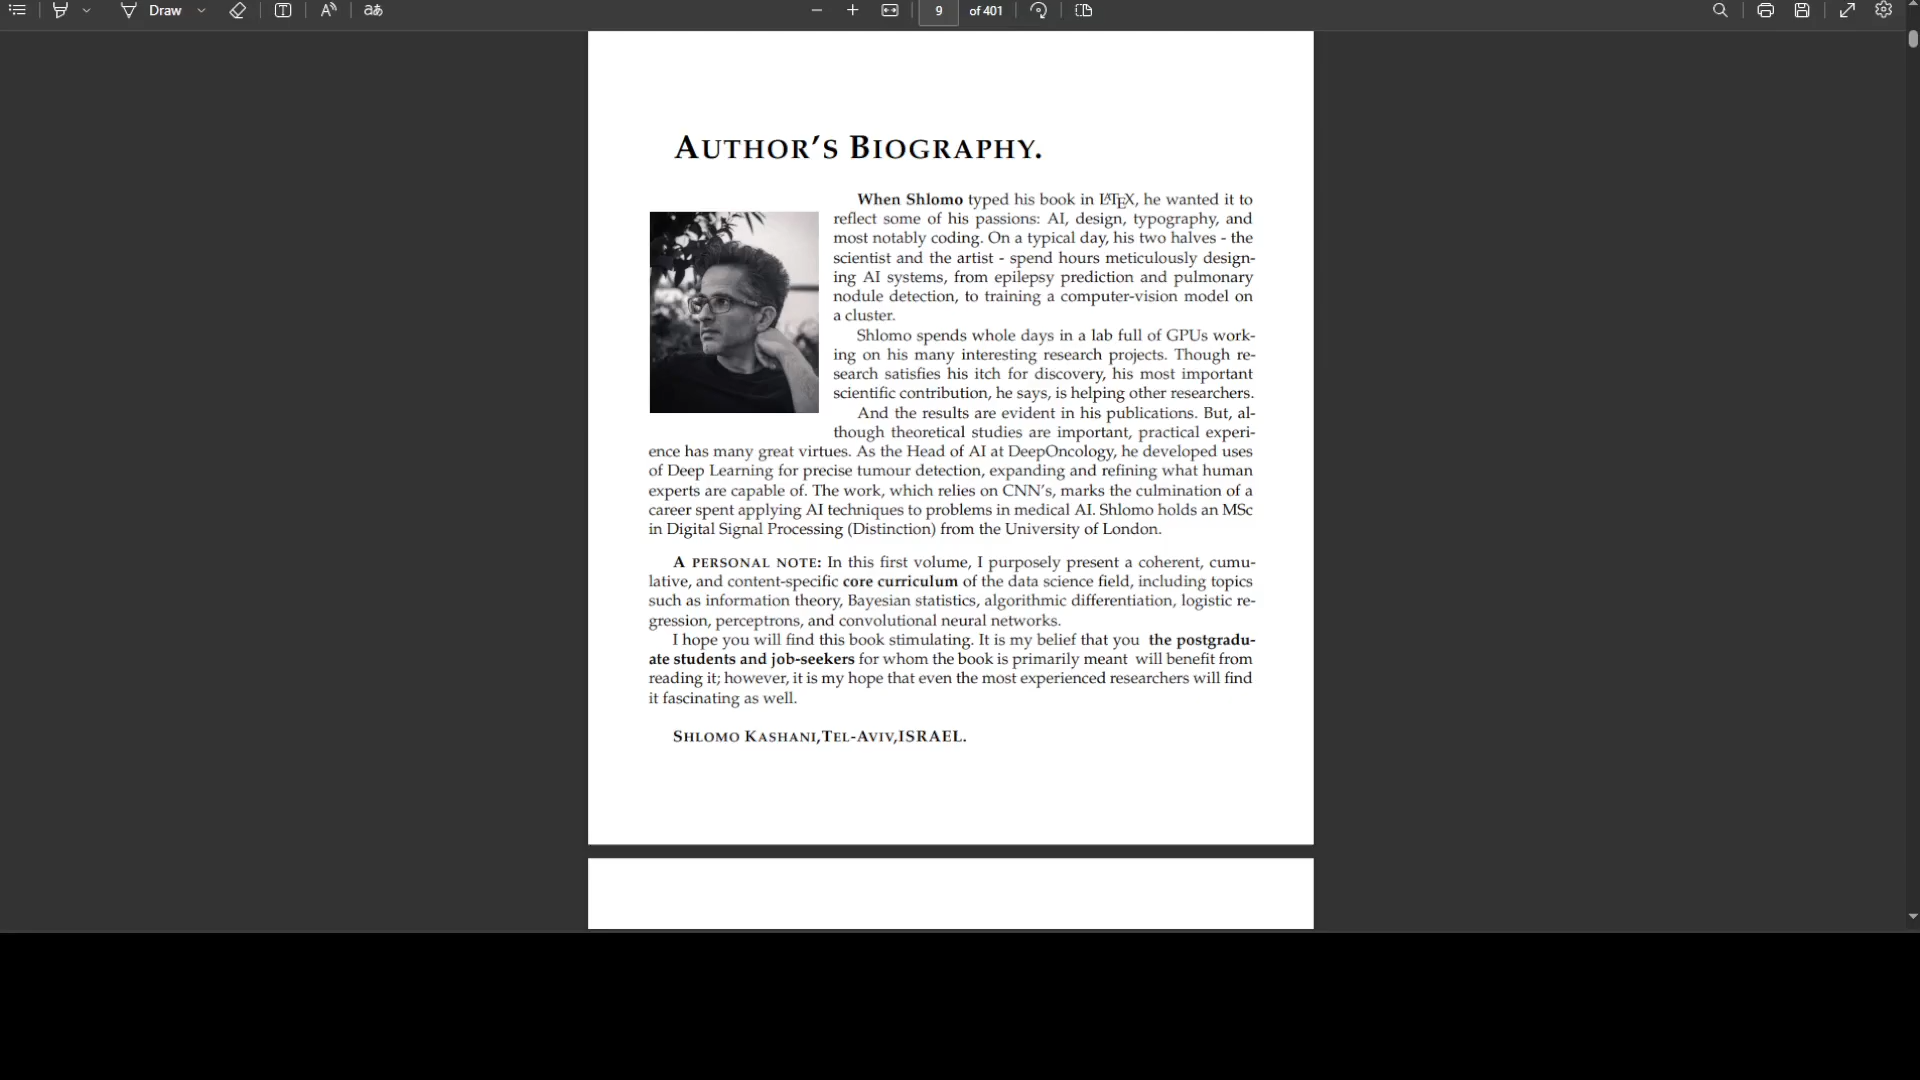 Draw
aあ
9 of 401
AUTHOR'S BIOGRAPHY.
When Shlomo typed his book in LATEX, he wanted it to
reflect some of his passions: AI, design, typography, and
most notably coding. On a typical day, his two halves - the
scientist and the artist - spend hours meticulously design-
ing AI systems, from epilepsy prediction and pulmonary
nodule detection, to training a computer-vision model on
a cluster.
Shlomo spends whole days in a lab full of GPUs work-
ing on his many interesting research projects. Though re-
search satisfies his itch for discovery, his most important
scientific contribution, he says, is helping other researchers.
And the results are evident in his publications. But, al-
though theoretical studies are important, practical experi-
ence has many great virtues. As the Head of AI at DeepOncology, he developed uses
of Deep Learning for precise tumour detection, expanding and refining what human
experts are capable of. The work, which relies on CNN's, marks the culmination of a
career spent applying AI techniques to problems in medical AI. Shlomo holds an MSc
in Digital Signal Processing (Distinction) from the University of London.
A PERSONAL NOTE: In this first volume, I purposely present a coherent, cumu-
lative, and content-specific core curriculum of the data science field, including topics
such as information theory, Bayesian statistics, algorithmic differentiation, logistic re-
gression, perceptrons, and convolutional neural networks.
I hope you will find this book stimulating. It is my belief that you the postgradu-
ate students and job-seekers for whom the book is primarily meant will benefit from
reading it; however, it is my hope that even the most experienced researchers will find
it fascinating as well.
SHLOMO KASHANI,TEL-AVIV,ISRAEL.